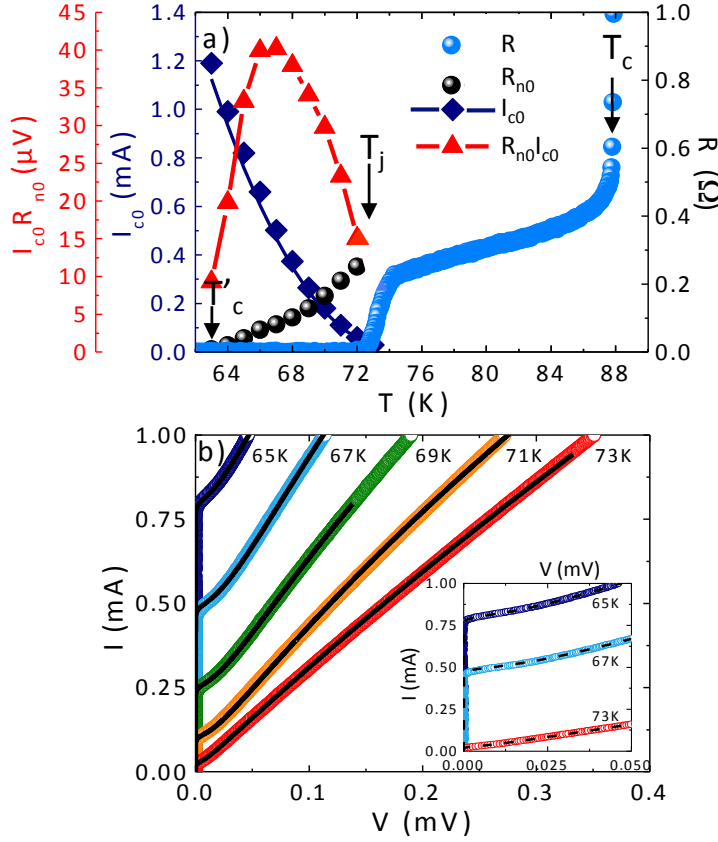 45
40
35
30
25
20
15
10
5
0
I_c0 R_n0 (μV)
1.4
1.2
1.0
0.8
0.6
0.4
0.2
0.0
I_c0 (mA)
a)
R
R_n0
I_c0
R_n0I_c0
T_j
T_c
T'_c
1.0
0.8
0.6
0.4
0.2
0.0
R (Ω)
64 68 72 76 80 84 88
T (K)
b)
65K 67K 69K 71K 73K
1.00
0.75
0.50
0.25
0.00
I (mA)
0.0 0.1 0.2 0.3 0.4
V (mV)
V (mV)
1.00
0.50
0.00
I (mA)
65K
67K
73K
0.000 0.025 0.050